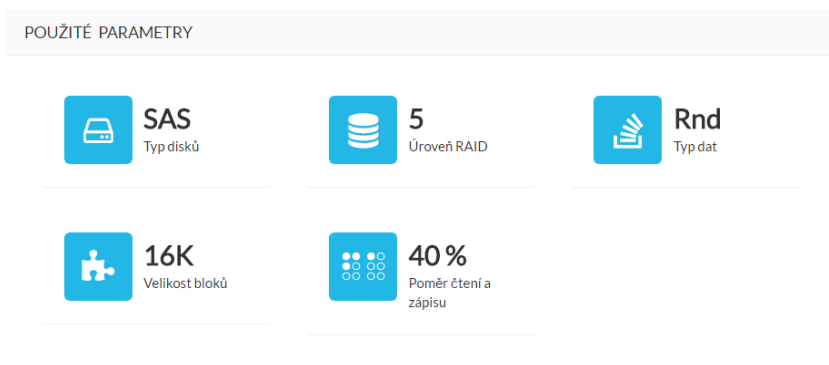 POUŽITÉ PARAMETRY
SAS
Typ disků
5
Úroveň RAID
Rnd
Typ dat
16K
Velikost bloků
40 %
Poměr čtení a
zápisu